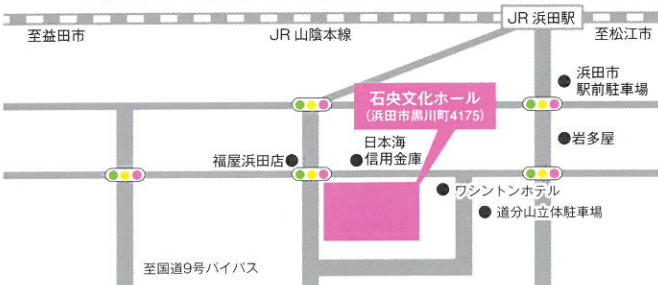 JR 浜田駅
至益田市
JR 山陰本線
至松江市
浜田市
駅前駐車場
石央文化ホール
(浜田市黒川町4175)
岩多屋
日本海
信用金庫
福屋浜田店
ワシントンホテル
道分山立体駐車場
至国道9号バイパス